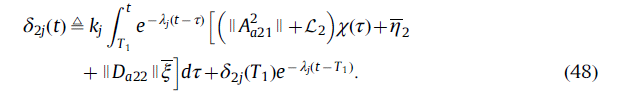 δ₂ⱼ(t) ≜ kⱼ ∫_{T₁}^{t} e^{−λⱼ(t−τ)} [(‖A²ₐ₂₁‖ + ℒ₂)χ(τ) + η̅₂
+ ‖Dₐ₂₂‖ξ̅]dτ + δ₂ⱼ(T₁)e^{−λⱼ(t−T₁)}. (48)